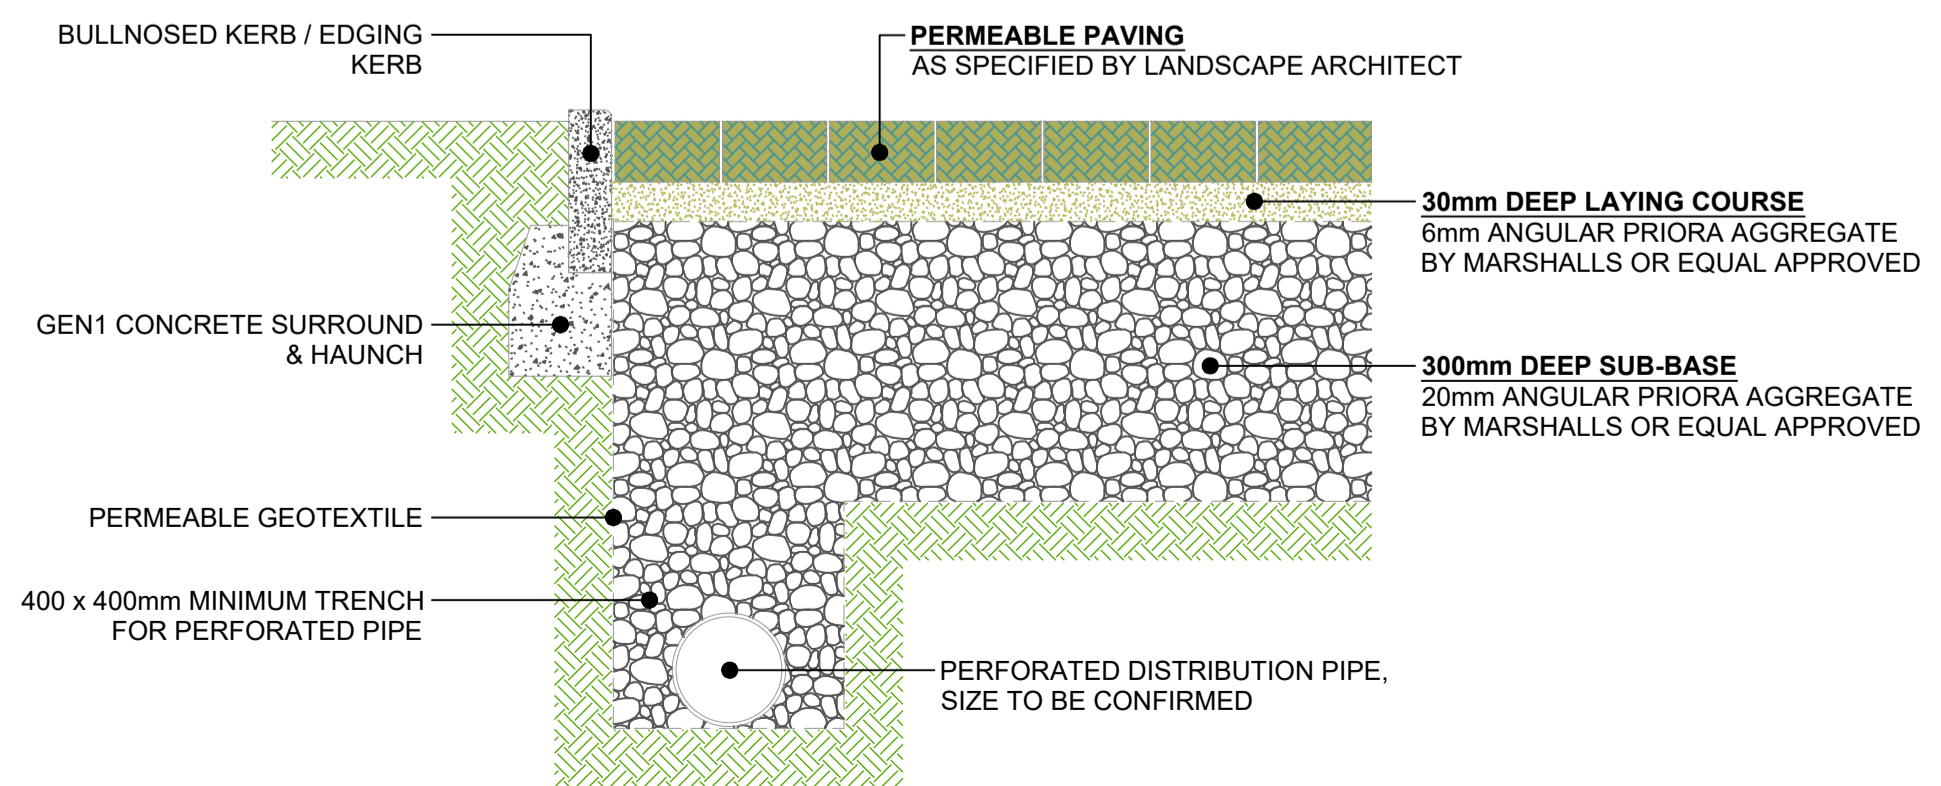 BULLNOSED KERB / EDGING
KERB
PERMEABLE PAVING
AS SPECIFIED BY LANDSCAPE ARCHITECT
30mm DEEP LAYING COURSE
6mm ANGULAR PRIORA AGGREGATE
BY MARSHALLS OR EQUAL APPROVED
GEN1 CONCRETE SURROUND
& HAUNCH
300mm DEEP SUB-BASE
20mm ANGULAR PRIORA AGGREGATE
BY MARSHALLS OR EQUAL APPROVED
PERMEABLE GEOTEXTILE
400 x 400mm MINIMUM TRENCH
FOR PERFORATED PIPE
PERFORATED DISTRIBUTION PIPE,
SIZE TO BE CONFIRMED